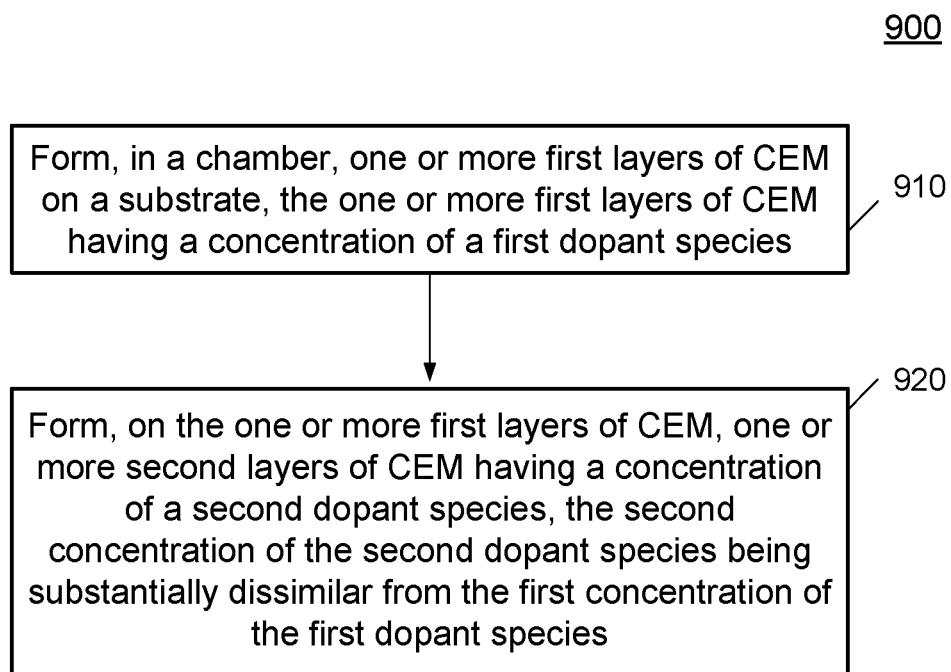 900
Form, in a chamber, one or more first layers of CEM
on a substrate, the one or more first layers of CEM
having a concentration of a first dopant species
910
920
Form, on the one or more first layers of CEM, one or
more second layers of CEM having a concentration
of a second dopant species, the second
concentration of the second dopant species being
substantially dissimilar from the first concentration of
the first dopant species